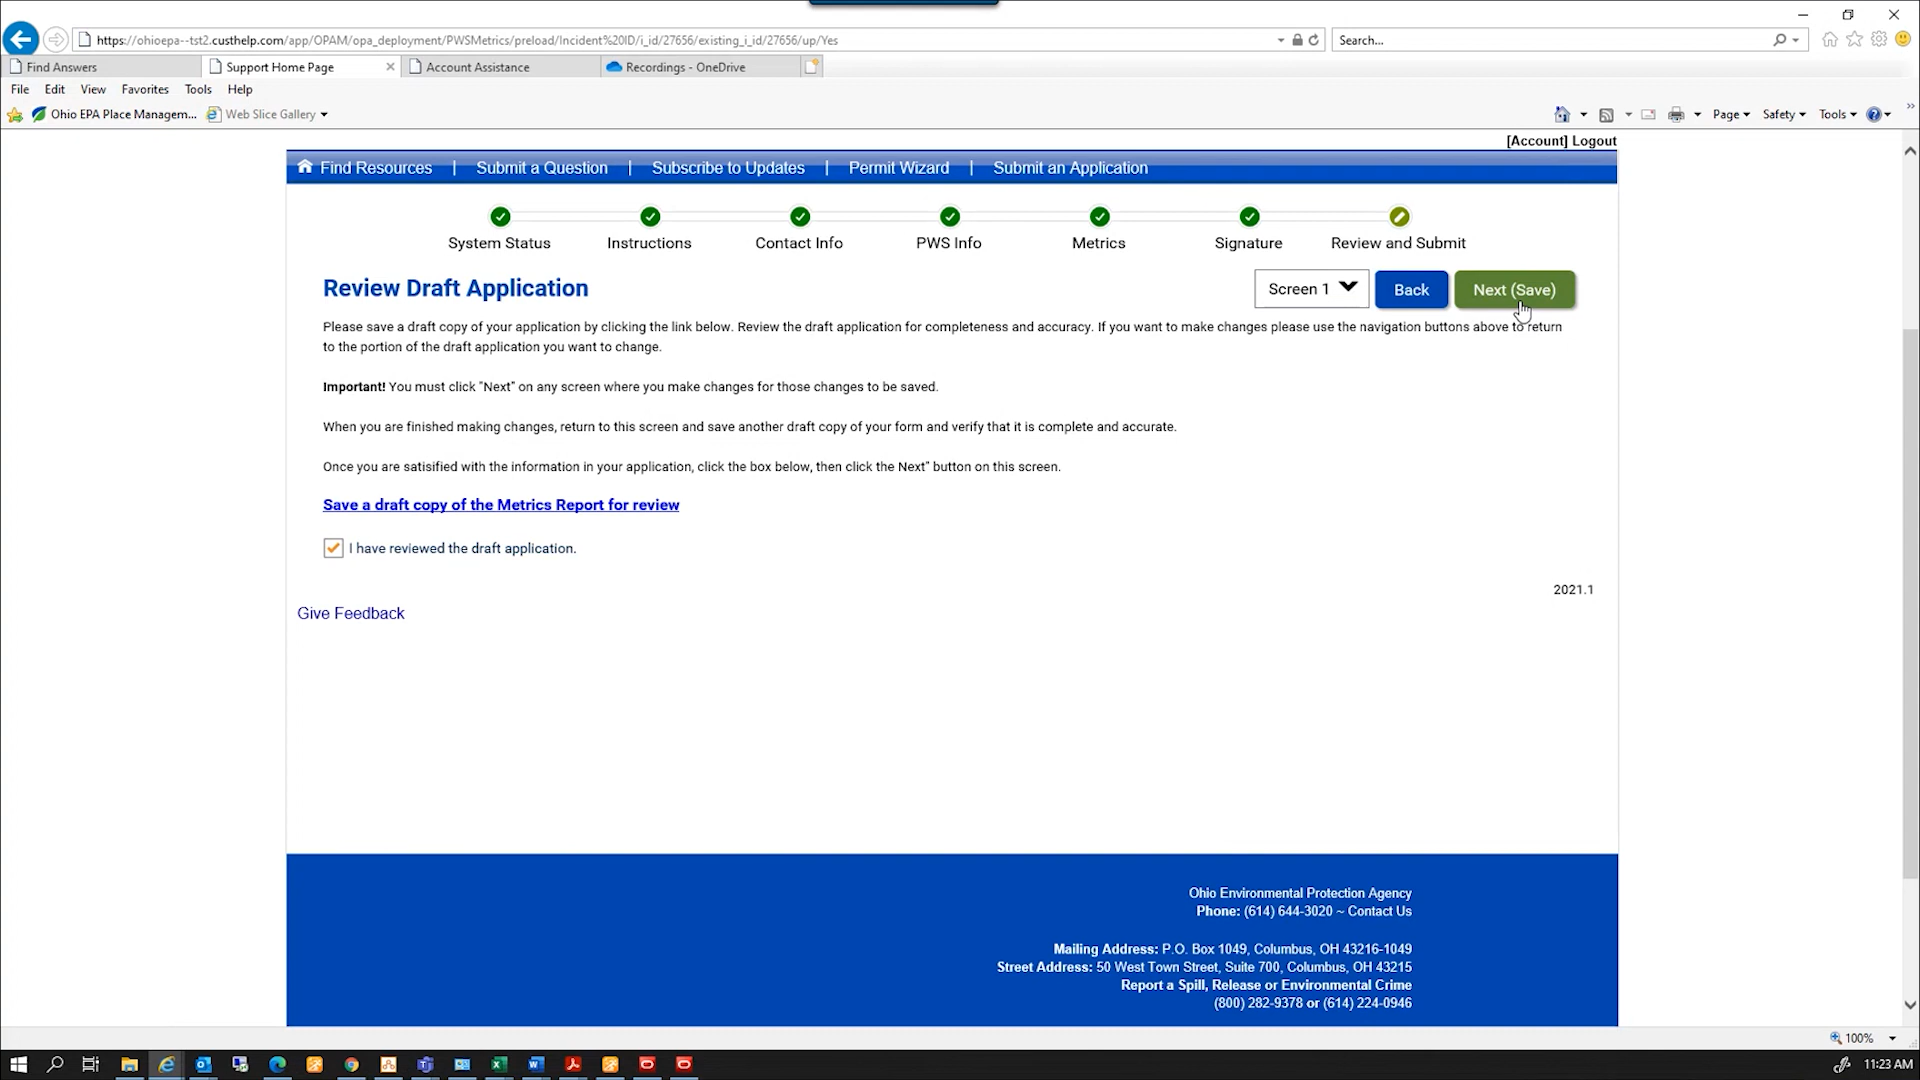 https://ohioepa--tst2.custhelp.com/app/OPAM/opa_deployment/PWSMetrics/preload/Incident%20ID/i_id/27656/existing_i_id/27656/up/Yes
Search...
Find Answers
Support Home Page
Account Assistance
Recordings - OneDrive
File Edit View Favorites Tools Help
Ohio EPA Place Managem... Web Slice Gallery
Page Safety Tools
[Account] Logout
Find Resources | Submit a Question | Subscribe to Updates | Permit Wizard | Submit an Application
System Status Instructions Contact Info PWS Info Metrics Signature Review and Submit
Review Draft Application
Screen 1 Back Next (Save)
Please save a draft copy of your application by clicking the link below. Review the draft application for completeness and accuracy. If you want to make changes please use the navigation buttons above to return
to the portion of the draft application you want to change.
Important! You must click "Next" on any screen where you make changes for those changes to be saved.
When you are finished making changes, return to this screen and save another draft copy of your form and verify that it is complete and accurate.
Once you are satisified with the information in your application, click the box below, then click the Next" button on this screen.
Save a draft copy of the Metrics Report for review
I have reviewed the draft application.
2021.1
Give Feedback
Ohio Environmental Protection Agency
Phone: (614) 644-3020 ~ Contact Us
Mailing Address: P.O. Box 1049, Columbus, OH 43216-1049
Street Address: 50 West Town Street, Suite 700, Columbus, OH 43215
Report a Spill, Release or Environmental Crime
(800) 282-9378 or (614) 224-0946
100%
11:23 AM